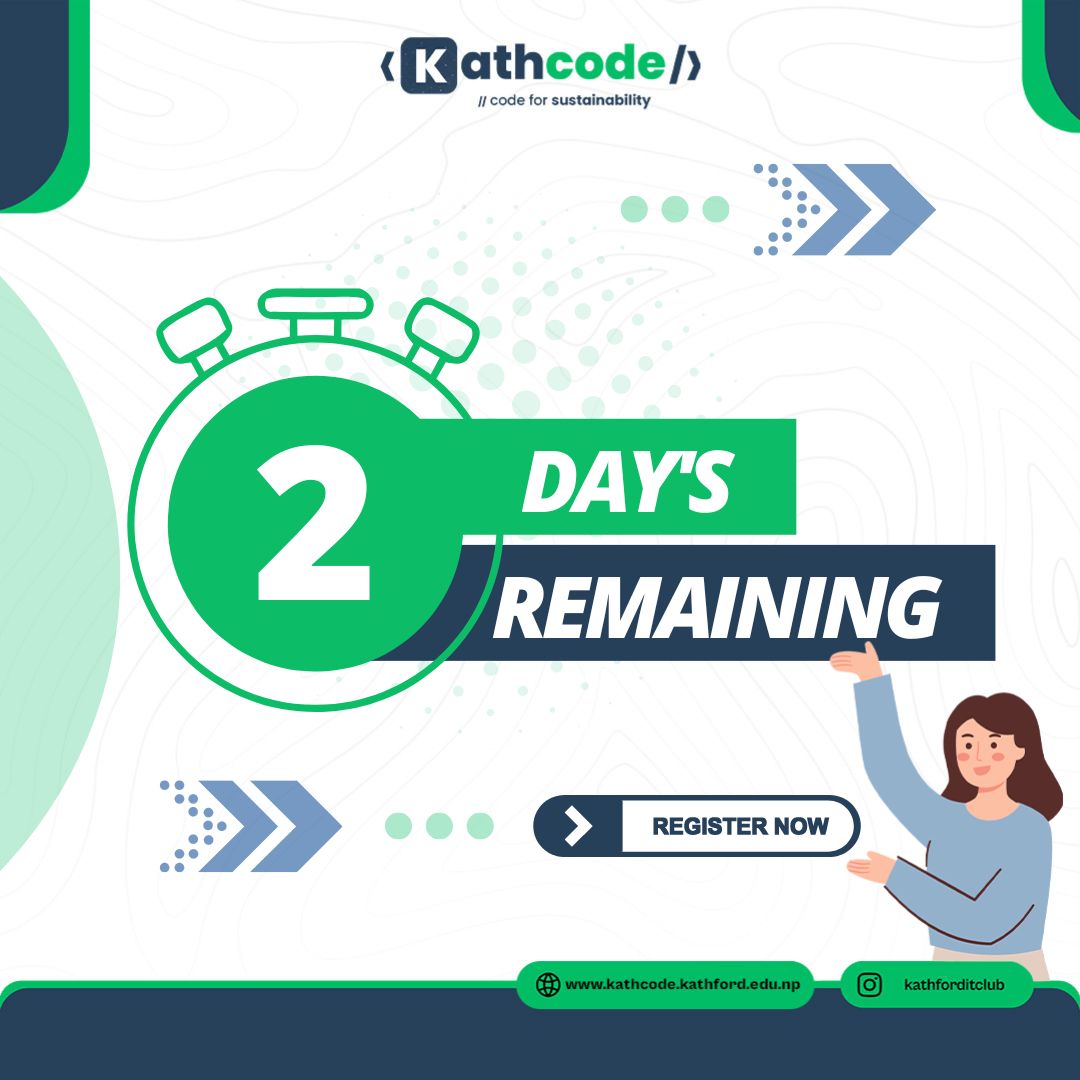 ‹Kathcode/›
// code for sustainability
2
DAY'S
REMAINING
REGISTER NOW
www.kathcode.kathford.edu.np
kathforditclub